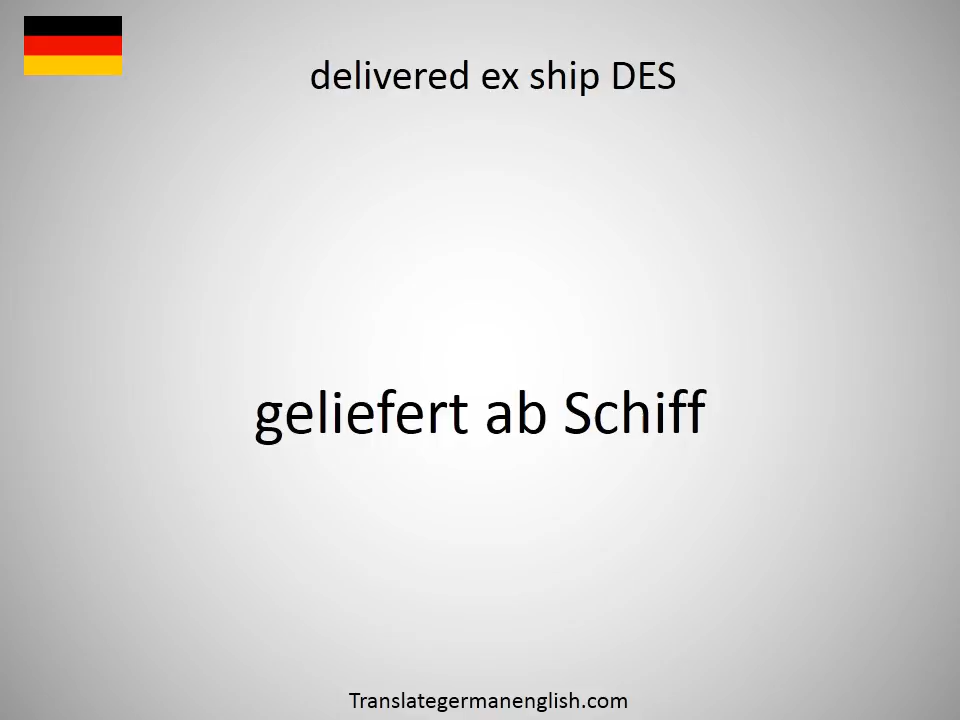 delivered ex ship DES
geliefert ab Schiff
Translategermanenglish.com